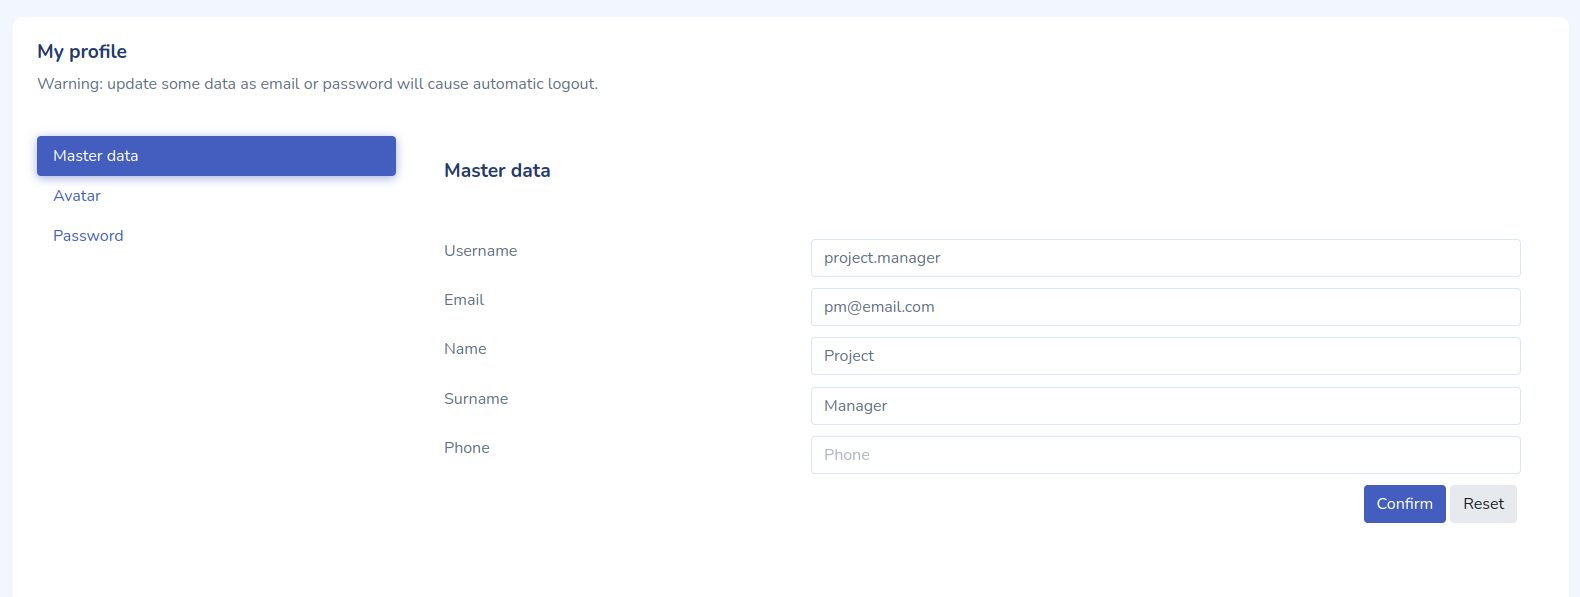 My profile
Warning: update some data as email or password will cause automatic logout.
Master data
Avatar
Password
Master data
Username
project.manager
Email
pm@email.com
Name
Project
Surname
Manager
Phone
Phone
Confirm
Reset